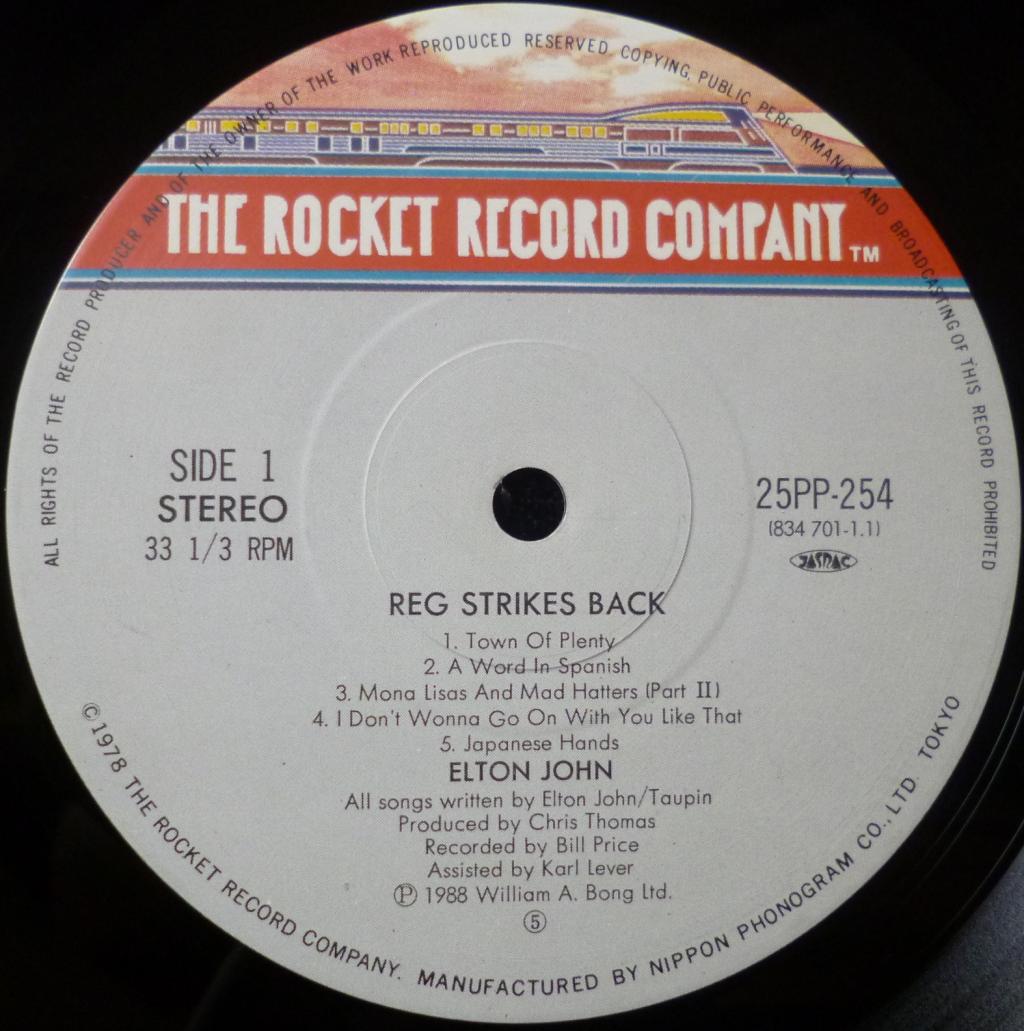 ALL RIGHTS OF THE RECORD PRODUCER AND OF THE OWNER OF THE WORK REPRODUCED RESERVED COPYING, PUBLIC PERFORMANCE AND BROADCASTING OF THIS RECORD PROHIBITED
THE ROCKET RECORD COMPANY TM
SIDE 1
STEREO
33 1/3 RPM
25PP-254
(834 701-1.1)
JASRAC
REG STRIKES BACK
1. Town Of Plenty
2. A Word In Spanish
3. Mona Lisas And Mad Hatters (Part II)
4. I Don't Wonna Go On With You Like That
5. Japanese Hands
ELTON JOHN
All songs written by Elton John/Taupin
Produced by Chris Thomas
Recorded by Bill Price
Assisted by Karl Lever
Ⓟ 1988 William A. Bong Ltd.
⑤
©1978 THE ROCKET RECORD COMPANY. MANUFACTURED BY NIPPON PHONOGRAM CO., LTD. TOKYO